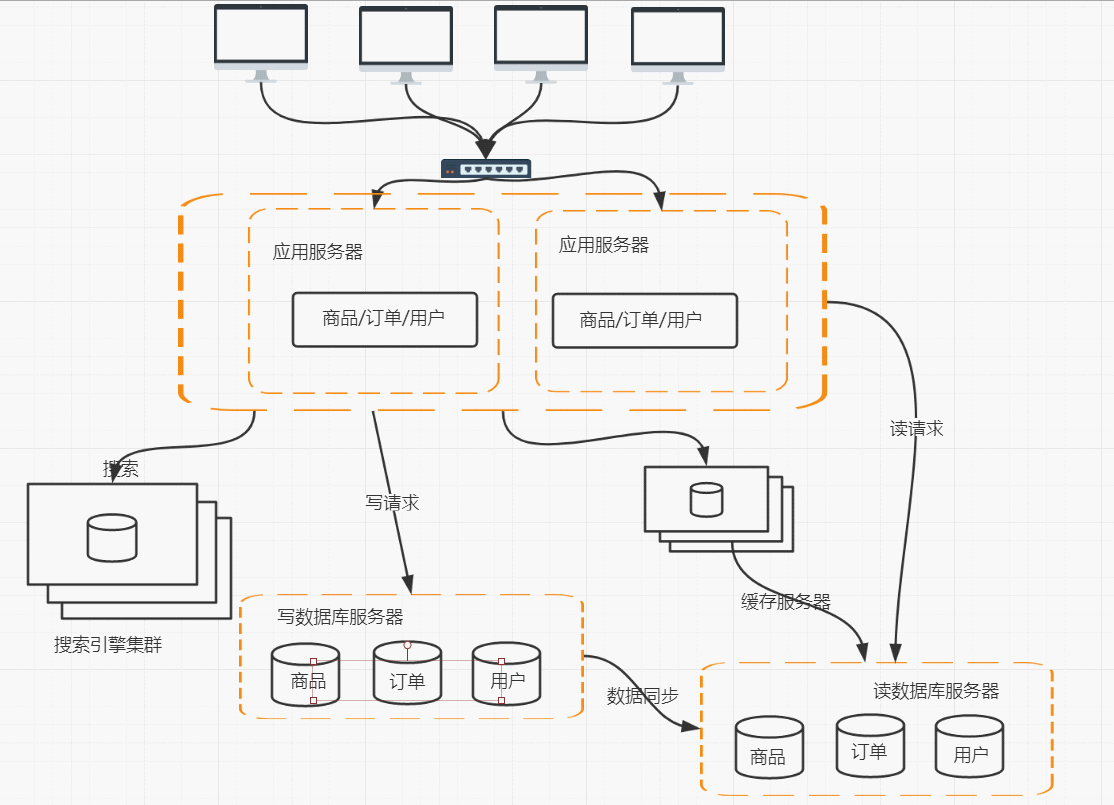 应用服务器
应用服务器
商品/订单/用户
商品/订单/用户
读请求
搜索
写请求
缓存服务器
写数据库服务器
搜索引擎集群
商品
订单
用户
数据同步
读数据库服务器
商品
订单
用户